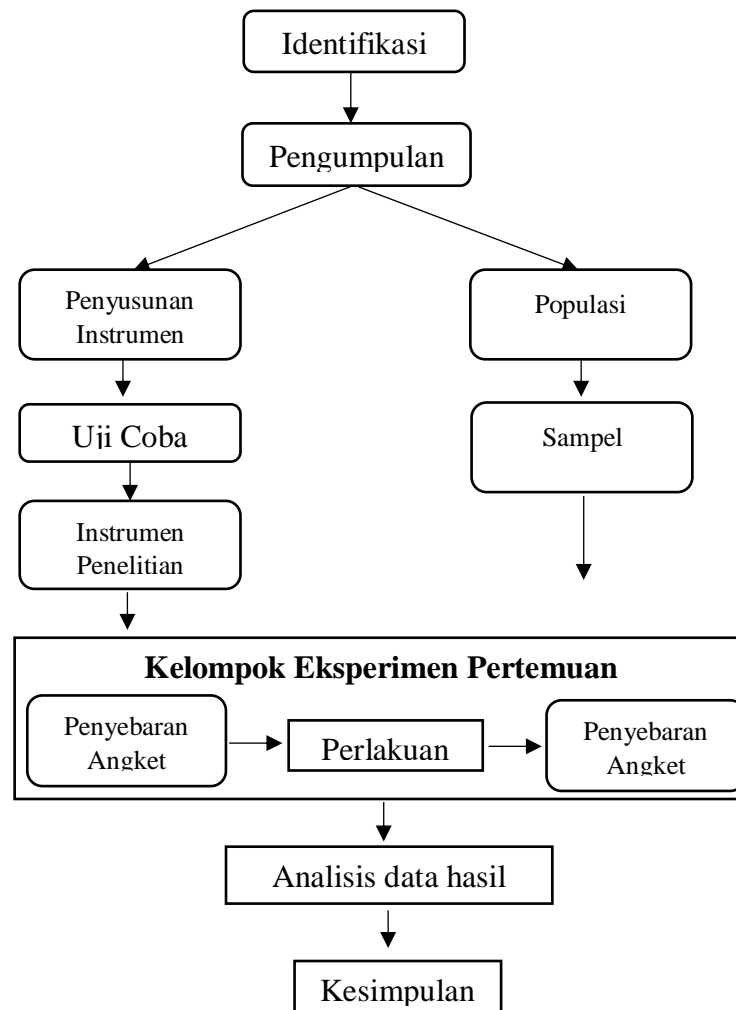 Identifikasi
Pengumpulan
Penyusunan
Instrumen
Populasi
Uji Coba
Sampel
Instrumen
Penelitian
Kelompok Eksperimen Pertemuan
Penyebaran
Angket
Perlakuan
Penyebaran
Angket
Analisis data hasil
Kesimpulan